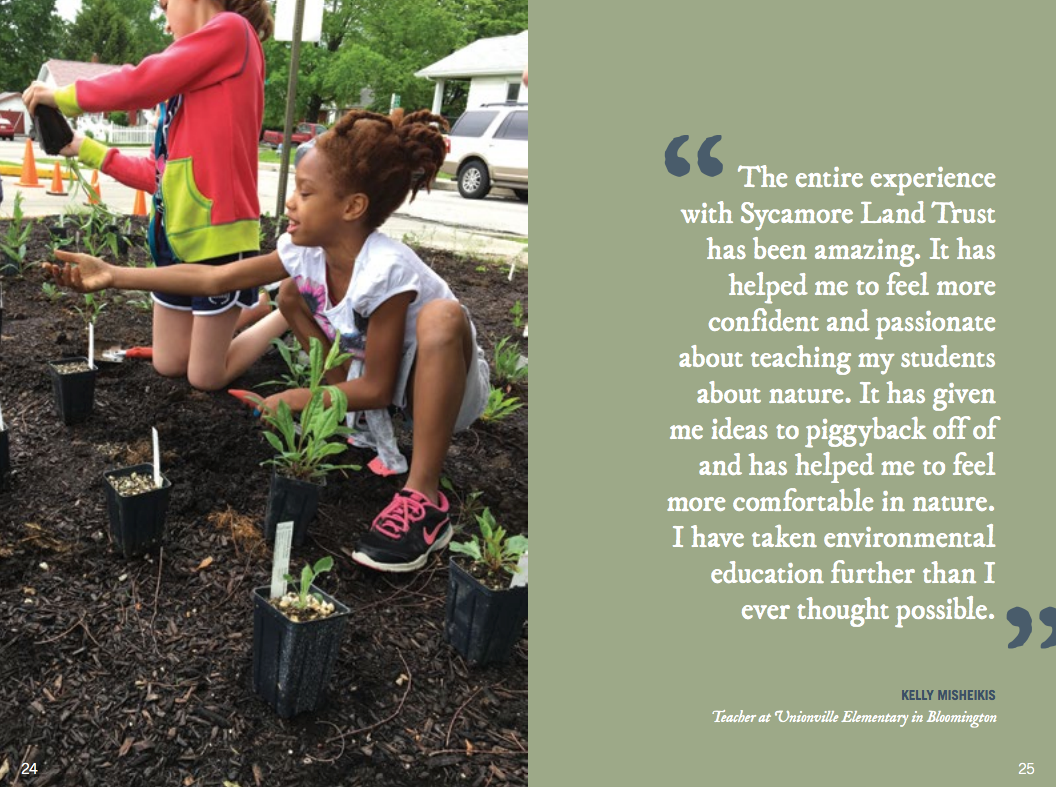 “ The entire experience
with Sycamore Land Trust
has been amazing. It has
helped me to feel more
confident and passionate
about teaching my students
about nature. It has given
me ideas to piggyback off of
and has helped me to feel
more comfortable in nature.
I have taken environmental
education further than I
ever thought possible. ”
KELLY MISHEIKIS
Teacher at Unionville Elementary in Bloomington
24
25